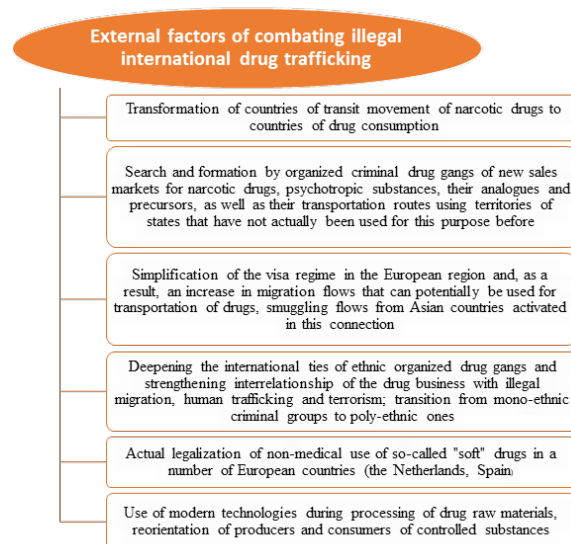 External factors of combating illegal
international drug trafficking
Transformation of countries of transit movement of narcotic drugs to
countries of drug consumption
Search and formation by organized criminal drug gangs of new sales
markets for narcotic drugs, psychotropic substances, their analogues and
precursors, as well as their transportation routes using territories of
states that have not actually been used for this purpose before
Simplification of the visa regime in the European region and, as a
result, an increase in migration flows that can potentially be used for
transportation of drugs, smuggling flows from Asian countries activated
in this connection
Deepening the international ties of ethnic organized drug gangs and
strengthening interrelationship of the drug business with illegal
migration, human trafficking and terrorism; transition from mono-ethnic
criminal groups to poly-ethnic ones
Actual legalization of non-medical use of so-called "soft" drugs in a
number of European countries (the Netherlands, Spain)
Use of modern technologies during processing of drug raw materials,
reorientation of producers and consumers of controlled substances